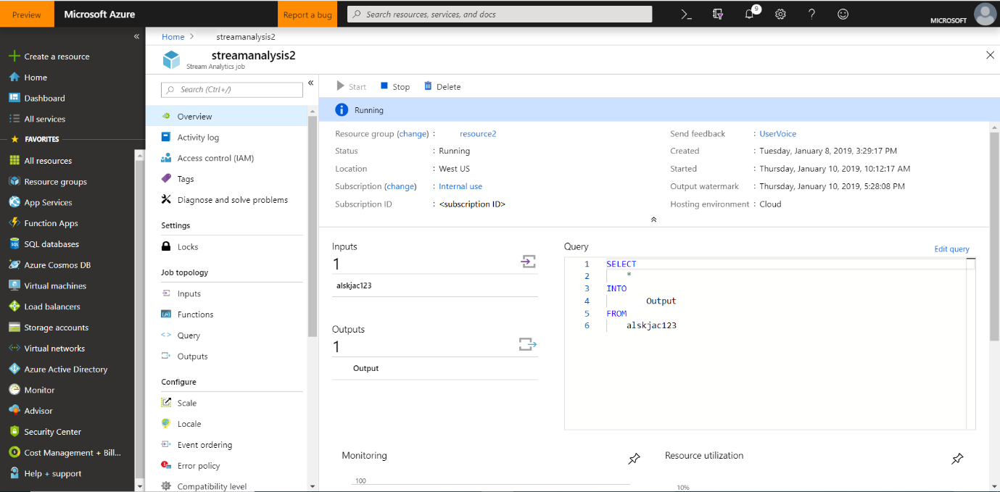 Preview
Microsoft Azure
Report a bug
Search resources, services, and docs
9
MICROSOFT
Create a resource
Home
Dashboard
All services
FAVORITES
All resources
Resource groups
App Services
Function Apps
SQL databases
Azure Cosmos DB
Virtual machines
Load balancers
Storage accounts
Virtual networks
Azure Active Directory
Monitor
Advisor
Security Center
Cost Management + Bill...
Help + support
Home > streamanalysis2
streamanalysis2
Stream Analytics job
Search (Ctrl+/)
Overview
Activity log
Access control (IAM)
Tags
Diagnose and solve problems
Settings
Locks
Job topology
Inputs
Functions
Query
Outputs
Configure
Scale
Locale
Event ordering
Error policy
Compatibility level
Start Stop Delete
Running
Resource group (change) : resource2
Status : Running
Location : West US
Subscription (change) : Internal use
Subscription ID : <subscription ID>
Send feedback : UserVoice
Created : Tuesday, January 8, 2019, 3:29:17 PM
Started : Thursday, January 10, 2019, 10:12:17 AM
Output watermark : Thursday, January 10, 2019, 5:28:08 PM
Hosting environment : Cloud
Inputs
1
alskjac123
Outputs
1
Output
Query
Edit query
1 SELECT
2 *
3 INTO
4 Output
5 FROM
6 alskjac123
Monitoring
100
Resource utilization
10%